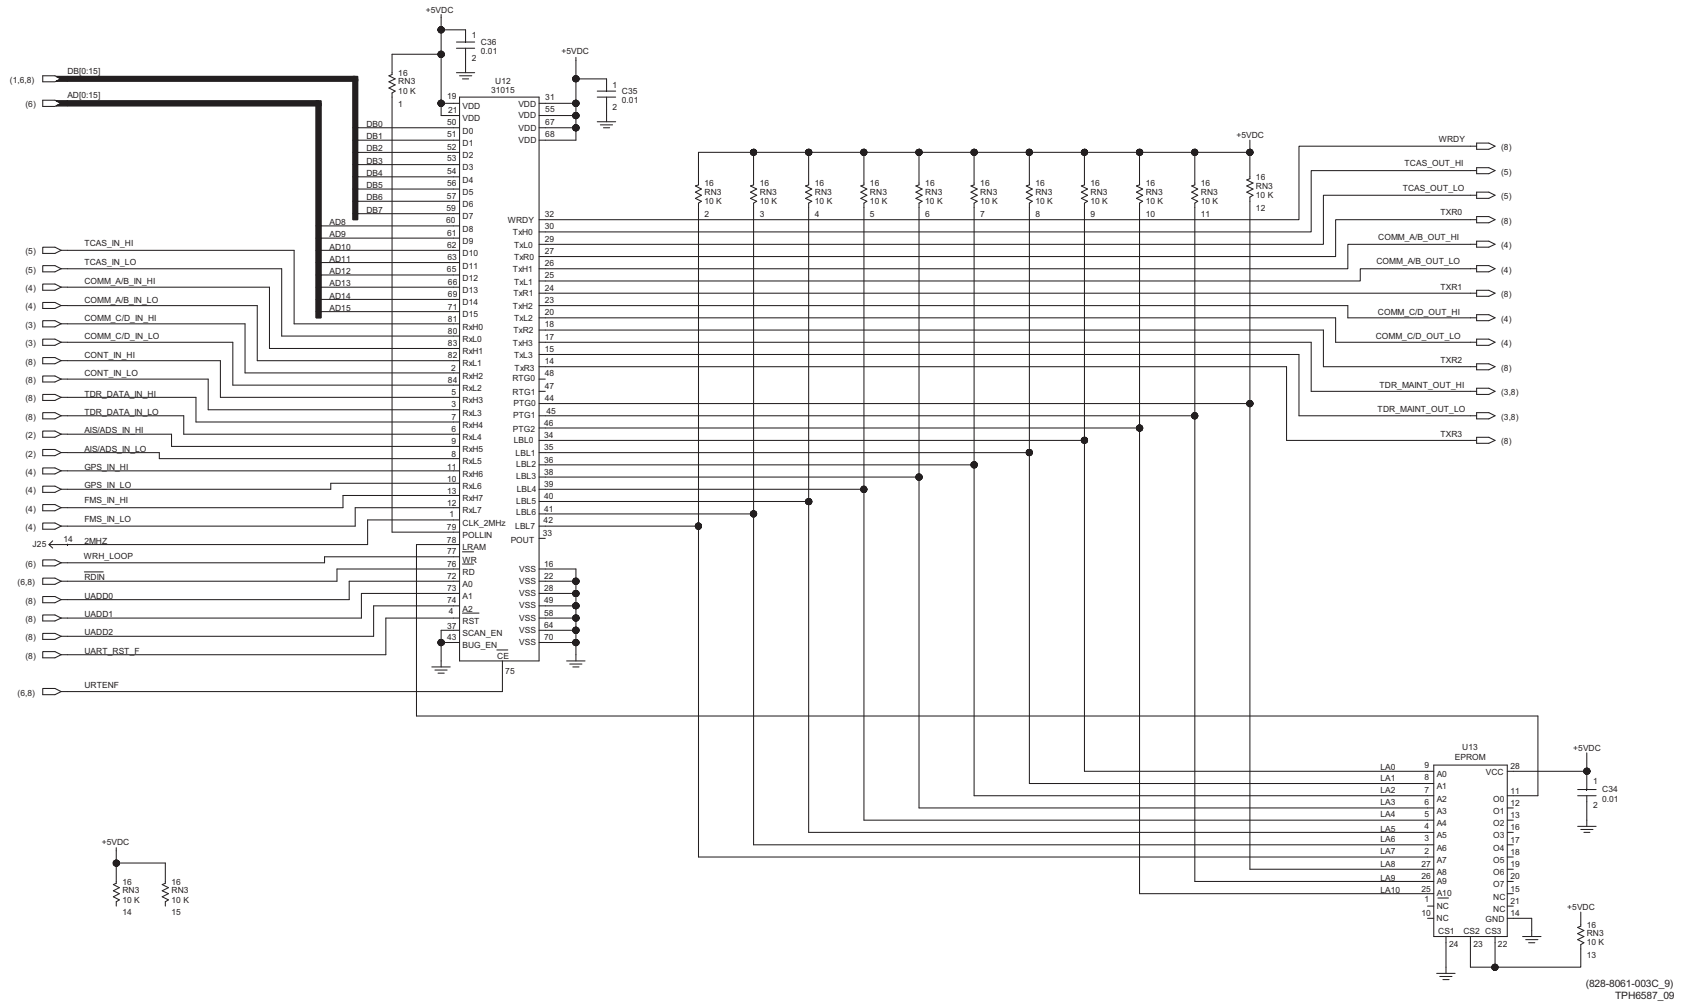 +5VDC
1
C36
0.01
2
16
RN3
10 K
1
+5VDC
1
C35
0.01
2
U12
31015
(1,6,8) DB[0:15]
(6) AD[0:15]
19 VDD
21 VDD
DB0 50 D0
DB1 51 D1
DB2 52 D2
DB3 53 D3
DB4 54 D4
DB5 56 D5
DB6 57 D6
DB7 59 D7
AD8 60 D8
AD9 61 D9
AD10 62 D10
AD11 63 D11
AD12 65 D12
AD13 66 D13
AD14 69 D14
AD15 71 D15
81 RxH0
80 RxL0
83 RxH1
82 RxL1
2 RxH2
84 RxL2
5 RxH3
3 RxL3
7 RxH4
6 RxL4
9 RxH5
8 RxL5
11 RxH6
10 RxL6
13 RxH7
12 RxL7
1 CLK_2MHz
79 POLLIN
78 LRAM
77 WR
76 RD
72 A0
73 A1
74 A2
4 RST
37 SCAN_EN
43 BUG_EN
CE
75
VDD 31
VDD 55
VDD 67
VDD 68
WRDY 32
TxH0 30
TxL0 29
TxR0 27
TxH1 26
TxL1 25
TxR1 24
TxH2 23
TxL2 20
TxR2 18
TxH3 17
TxL3 15
TxR3 14
RTG0 48
RTG1 47
PTG0 44
PTG1 45
PTG2 46
LBL0 34
LBL1 35
LBL2 36
LBL3 38
LBL4 39
LBL5 40
LBL6 41
LBL7 42
POUT 33
VSS 16
VSS 22
VSS 28
VSS 49
VSS 58
VSS 64
VSS 70
(5) TCAS_IN_HI
(5) TCAS_IN_LO
(4) COMM_A/B_IN_HI
(4) COMM_A/B_IN_LO
(3) COMM_C/D_IN_HI
(3) COMM_C/D_IN_LO
(8) CONT_IN_HI
(8) CONT_IN_LO
(8) TDR_DATA_IN_HI
(8) TDR_DATA_IN_LO
(2) AIS/ADS_IN_HI
(2) AIS/ADS_IN_LO
(4) GPS_IN_HI
(4) GPS_IN_LO
(4) FMS_IN_HI
(4) FMS_IN_LO
J25 14 2MHZ
(6) WRH_LOOP
(6,8) RDIN
(8) UADD0
(8) UADD1
(8) UADD2
(8) UART_RST_F
(6,8) URTENF
+5VDC
16 RN3 10 K 2
16 RN3 10 K 3
16 RN3 10 K 4
16 RN3 10 K 5
16 RN3 10 K 6
16 RN3 10 K 7
16 RN3 10 K 8
16 RN3 10 K 9
16 RN3 10 K 10
16 RN3 10 K 11
16 RN3 10 K 12
WRDY (8)
TCAS_OUT_HI (5)
TCAS_OUT_LO (5)
TXR0 (8)
COMM_A/B_OUT_HI (4)
COMM_A/B_OUT_LO (4)
TXR1 (8)
COMM_C/D_OUT_HI (4)
COMM_C/D_OUT_LO (4)
TXR2 (8)
TDR_MAINT_OUT_HI (3,8)
TDR_MAINT_OUT_LO (3,8)
TXR3 (8)
U13
EPROM
LA0 9 A0
LA1 8 A1
LA2 7 A2
LA3 6 A3
LA4 5 A4
LA5 4 A5
LA6 3 A6
LA7 2 A7
LA8 27 A8
LA9 26 A9
LA10 25 A10
1 NC
10 NC
VCC 28
O0 11
O1 12
O2 13
O3 16
O4 17
O5 18
O6 19
O7 20
NC 15
NC 21
GND 14
CS1 CS2 CS3
24 23 22
+5VDC
1
C34
0.01
2
+5VDC
16
RN3
10 K
13
+5VDC
16 RN3 10 K 14
16 RN3 10 K 15
(828-8061-003C_9)
TPH6587_09